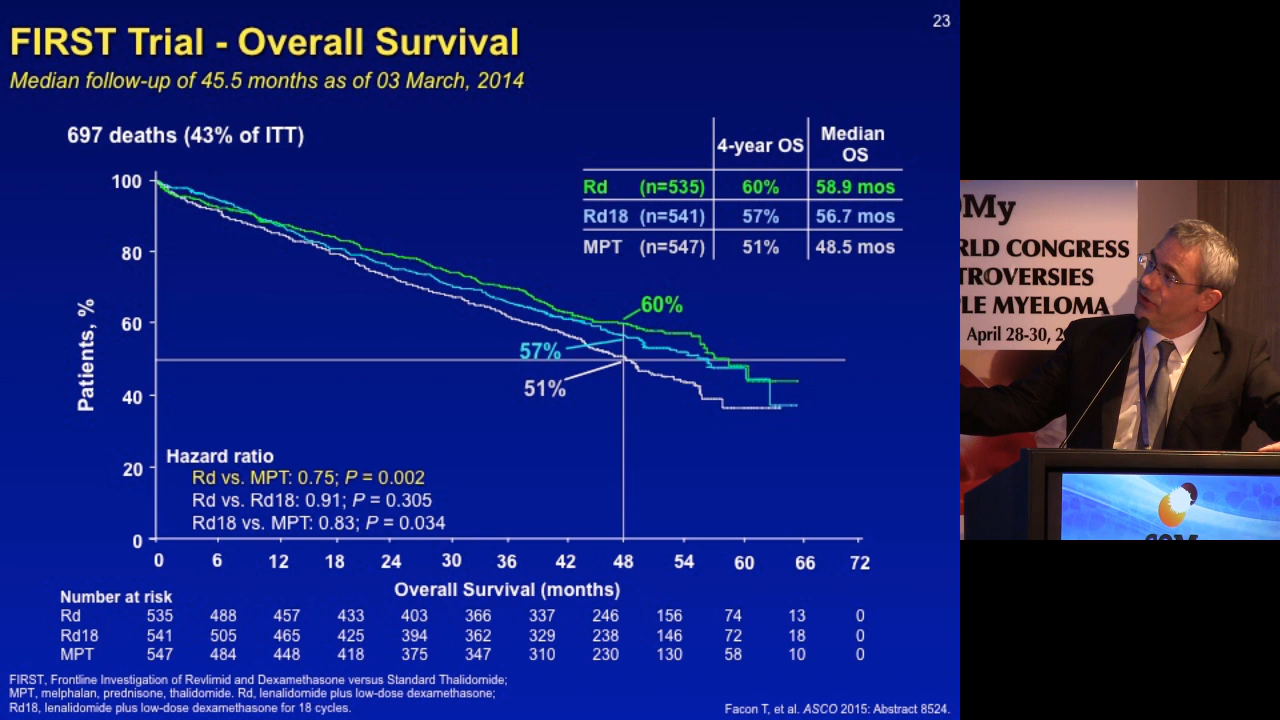 23
FIRST Trial - Overall Survival
Median follow-up of 45.5 months as of 03 March, 2014
697 deaths (43% of ITT)
4-year OS Median OS
Rd (n=535) 60% 58.9 mos
Rd18 (n=541) 57% 56.7 mos
MPT (n=547) 51% 48.5 mos
Patients, %
100
80
60
40
20
0
60%
57%
51%
Hazard ratio
Rd vs. MPT: 0.75; P = 0.002
Rd vs. Rd18: 0.91; P = 0.305
Rd18 vs. MPT: 0.83; P = 0.034
0 6 12 18 24 30 36 42 48 54 60 66 72
Overall Survival (months)
Number at risk
Rd 535 488 457 433 403 366 337 246 156 74 13 0
Rd18 541 505 465 425 394 362 329 238 146 72 18 0
MPT 547 484 448 418 375 347 310 230 130 58 10 0
FIRST, Frontline Investigation of Revlimid and Dexamethasone versus Standard Thalidomide;
MPT, melphalan, prednisone, thalidomide. Rd, lenalidomide plus low-dose dexamethasone;
Rd18, lenalidomide plus low-dose dexamethasone for 18 cycles.
Facon T, et al. ASCO 2015: Abstract 8524.
OMy
RLD CONGRESS
TROVERSIES
LE MYELOMA
April 28-30, 2